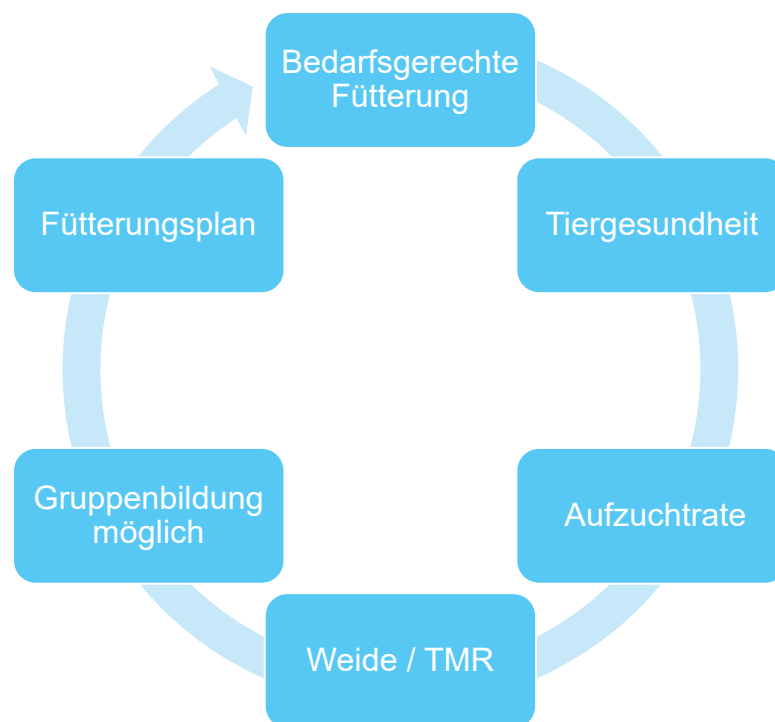 Bedarfsgerechte
Fütterung
Tiergesundheit
Aufzuchtrate
Weide / TMR
Gruppenbildung
möglich
Fütterungsplan